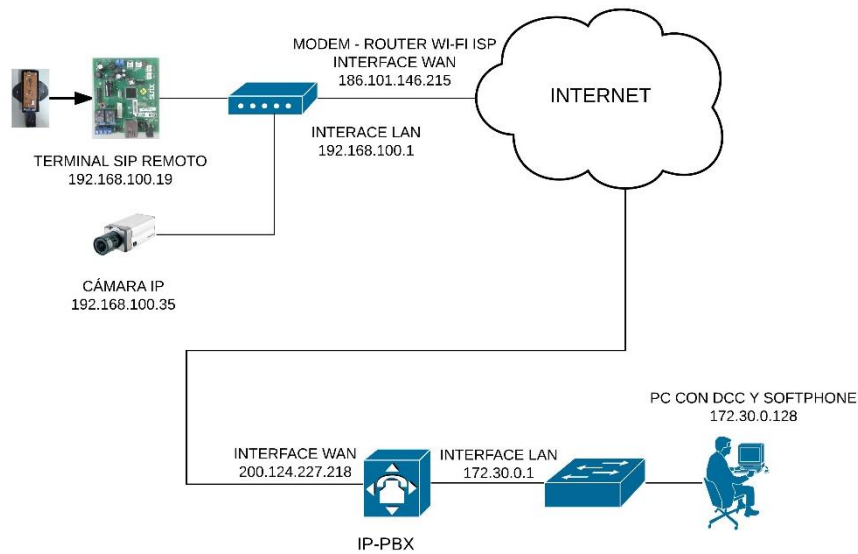 MODEM - ROUTER WI-FI ISP
INTERFACE WAN
186.101.146.215
INTERNET
INTERACE LAN
192.168.100.1
TERMINAL SIP REMOTO
192.168.100.19
CÁMARA IP
192.168.100.35
PC CON DCC Y SOFTPHONE
172.30.0.128
INTERFACE WAN
200.124.227.218
INTERFACE LAN
172.30.0.1
IP-PBX